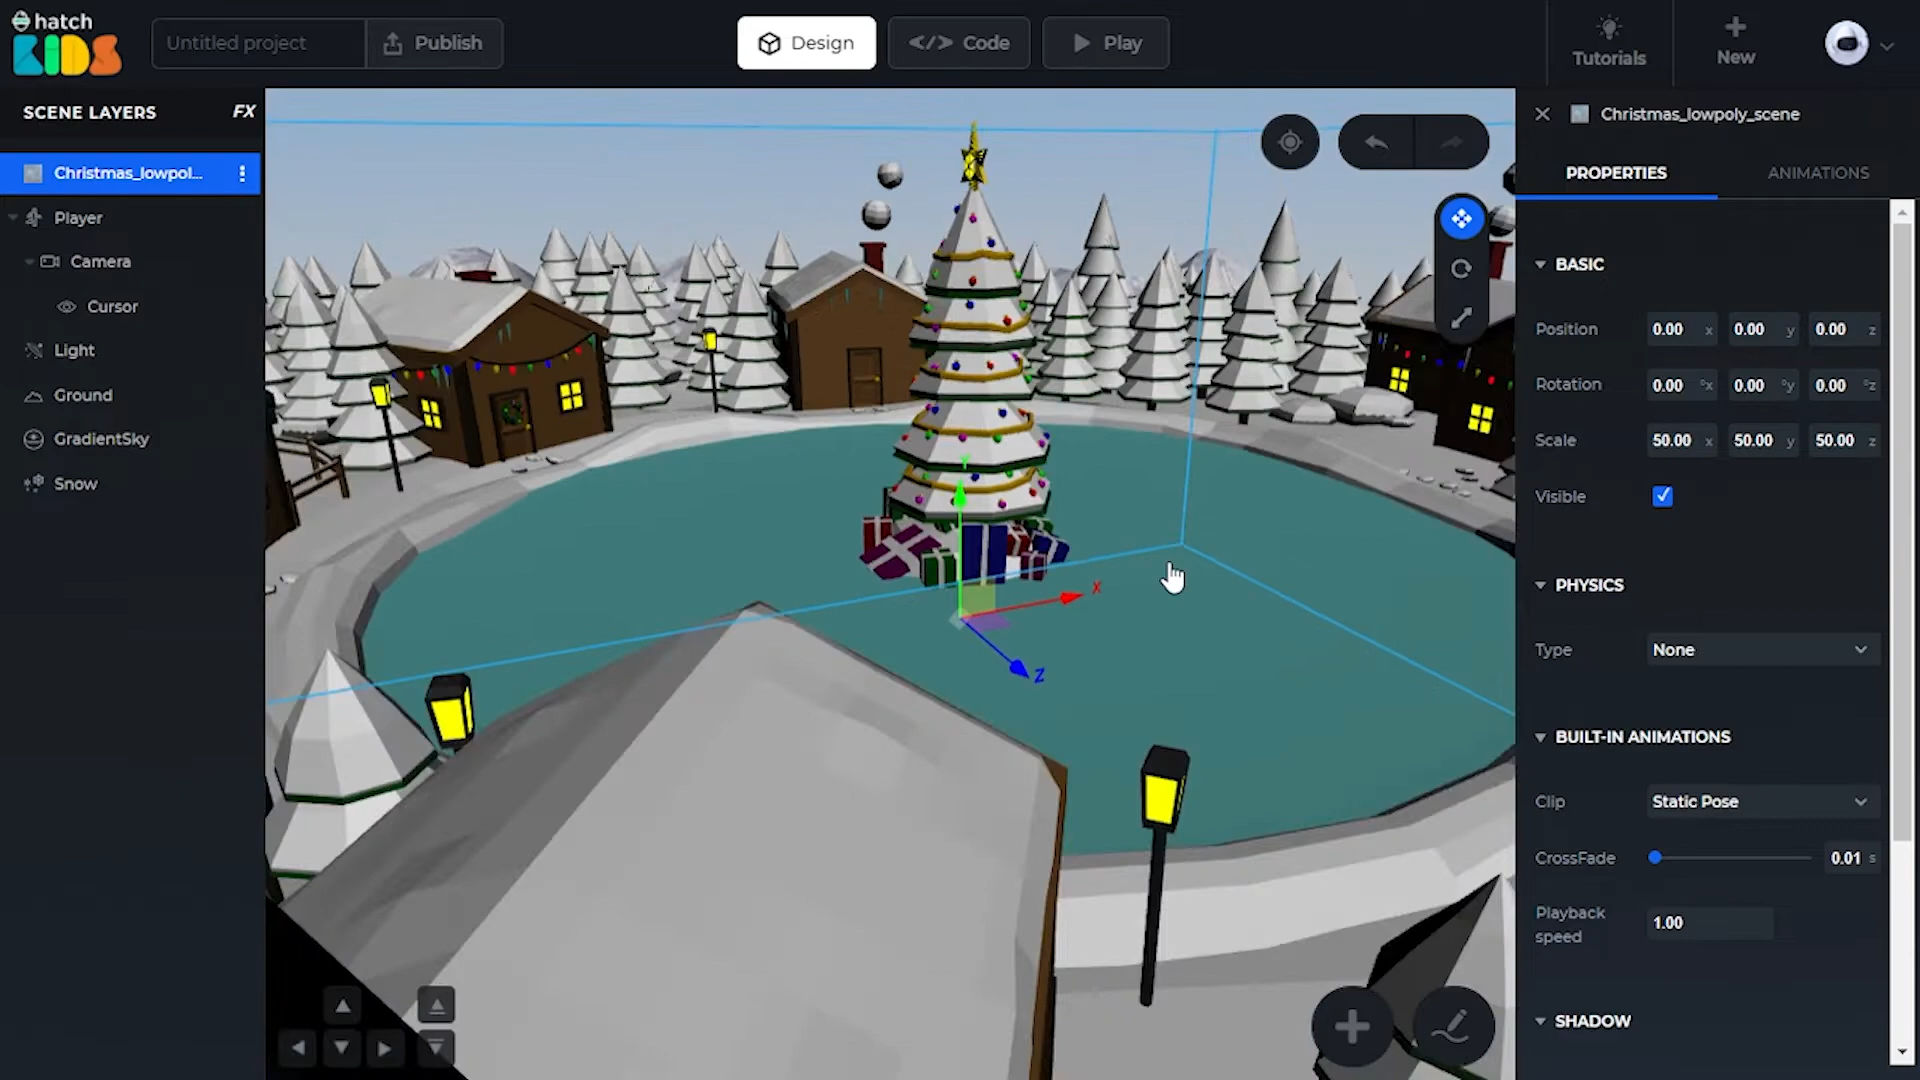 hatch
KIDS
Untitled project
Publish
Design
</> Code
Play
Tutorials
New
SCENE LAYERS
FX
Christmas_lowpol...
Player
Camera
Cursor
Light
Ground
GradientSky
Snow
Y
X
Z
Christmas_lowpoly_scene
PROPERTIES
ANIMATIONS
BASIC
Position 0.00 x 0.00 y 0.00 z
Rotation 0.00 °x 0.00 °y 0.00 °z
Scale 50.00 x 50.00 y 50.00 z
Visible
PHYSICS
Type None
BUILT-IN ANIMATIONS
Clip Static Pose
CrossFade 0.01 s
Playback
speed 1.00
SHADOW